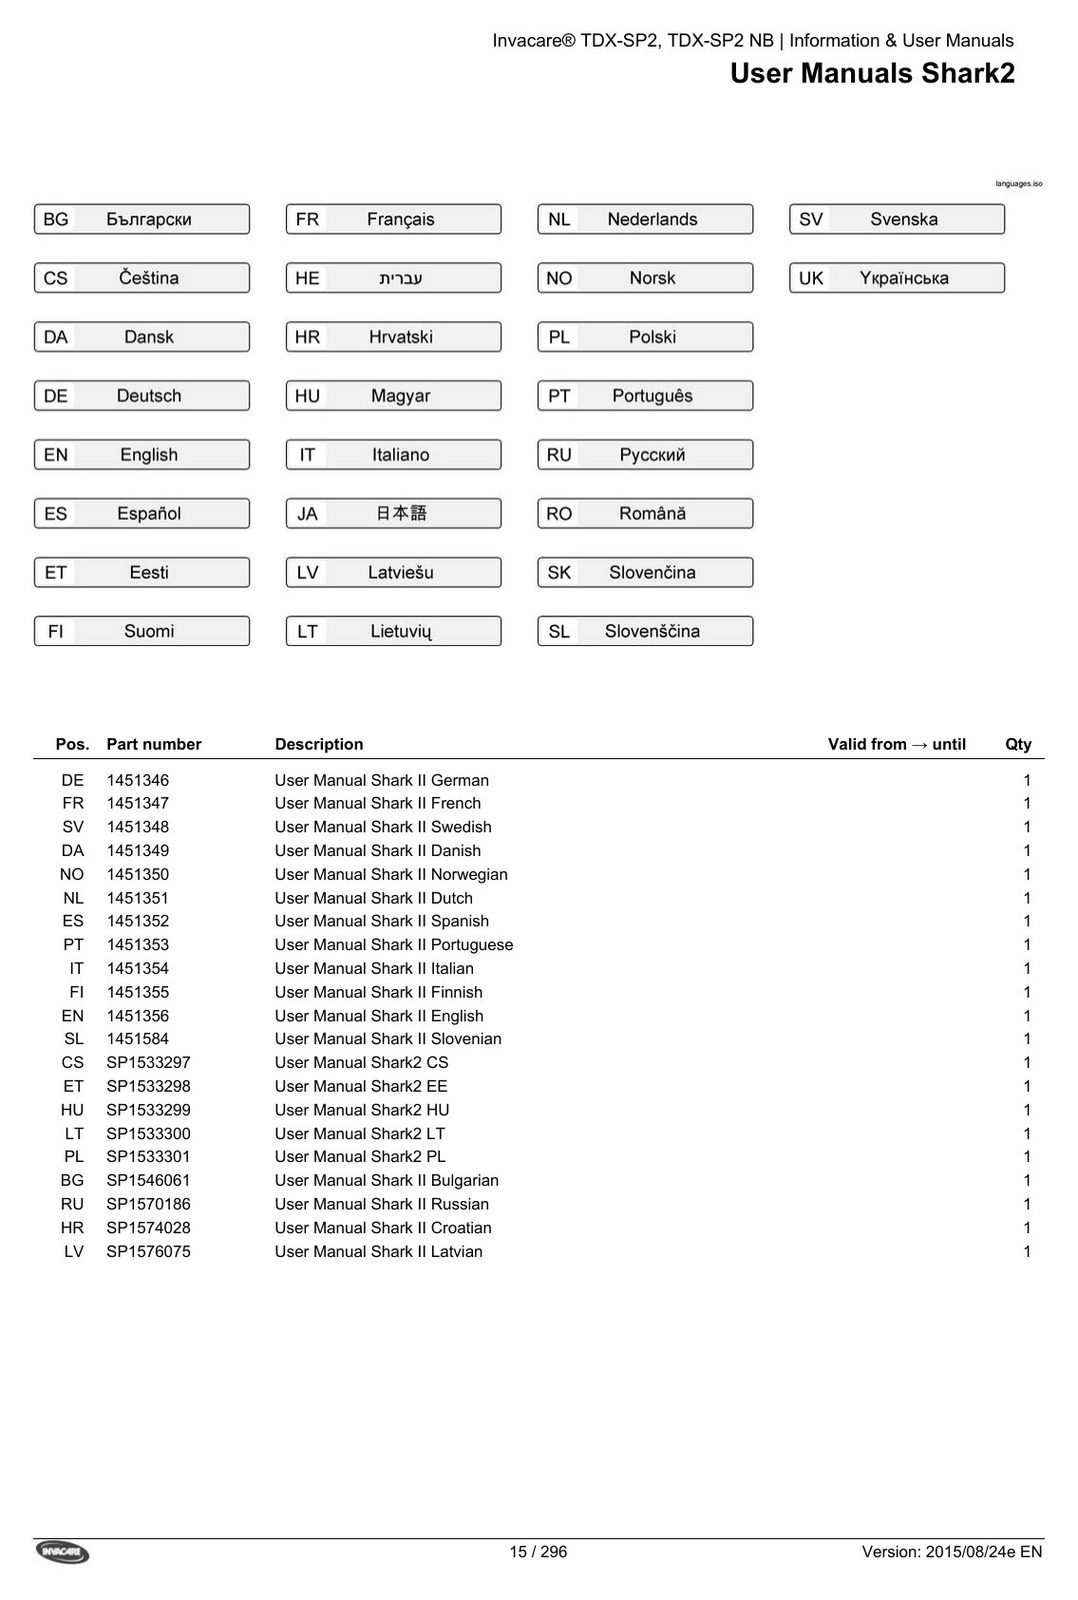 Invacare® TDX-SP2, TDX-SP2 NB | Information & User Manuals
User Manuals Shark2
languages.iso
BG Български FR Français NL Nederlands SV Svenska
CS Čeština HE עברית NO Norsk UK Yкраїнська
DA Dansk HR Hrvatski PL Polski
DE Deutsch HU Magyar PT Português
EN English IT Italiano RU Русский
ES Español JA 日本語 RO Română
ET Eesti LV Latviešu SK Slovenčina
FI Suomi LT Lietuvių SL Slovenščina
Pos. Part number Description Valid from → until Qty
DE 1451346 User Manual Shark II German 1
FR 1451347 User Manual Shark II French 1
SV 1451348 User Manual Shark II Swedish 1
DA 1451349 User Manual Shark II Danish 1
NO 1451350 User Manual Shark II Norwegian 1
NL 1451351 User Manual Shark II Dutch 1
ES 1451352 User Manual Shark II Spanish 1
PT 1451353 User Manual Shark II Portuguese 1
IT 1451354 User Manual Shark II Italian 1
FI 1451355 User Manual Shark II Finnish 1
EN 1451356 User Manual Shark II English 1
SL 1451584 User Manual Shark II Slovenian 1
CS SP1533297 User Manual Shark2 CS 1
ET SP1533298 User Manual Shark2 EE 1
HU SP1533299 User Manual Shark2 HU 1
LT SP1533300 User Manual Shark2 LT 1
PL SP1533301 User Manual Shark2 PL 1
BG SP1546061 User Manual Shark II Bulgarian 1
RU SP1570186 User Manual Shark II Russian 1
HR SP1574028 User Manual Shark II Croatian 1
LV SP1576075 User Manual Shark II Latvian 1
INVACARE 15 / 296 Version: 2015/08/24e EN